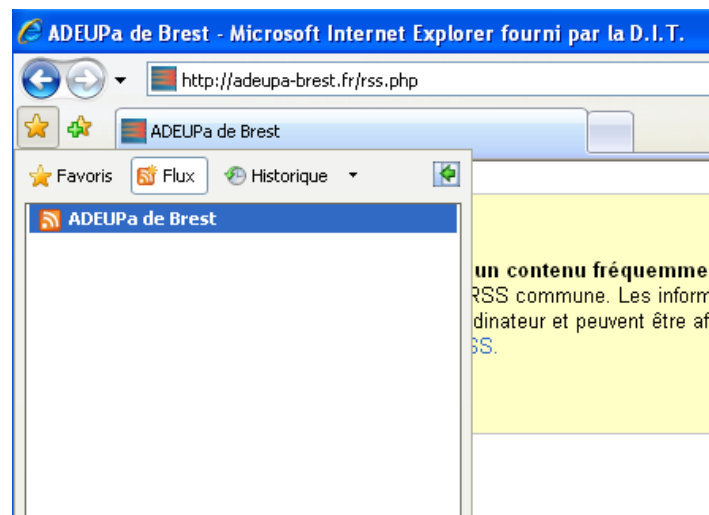 ADEUPa de Brest - Microsoft Internet Explorer fourni par la D.I.T.
http://adeupa-brest.fr/rss.php
ADEUPa de Brest
Favoris Flux Historique
ADEUPa de Brest
un contenu fréquemme
RSS commune. Les inform
dinateur et peuvent être af
SS.